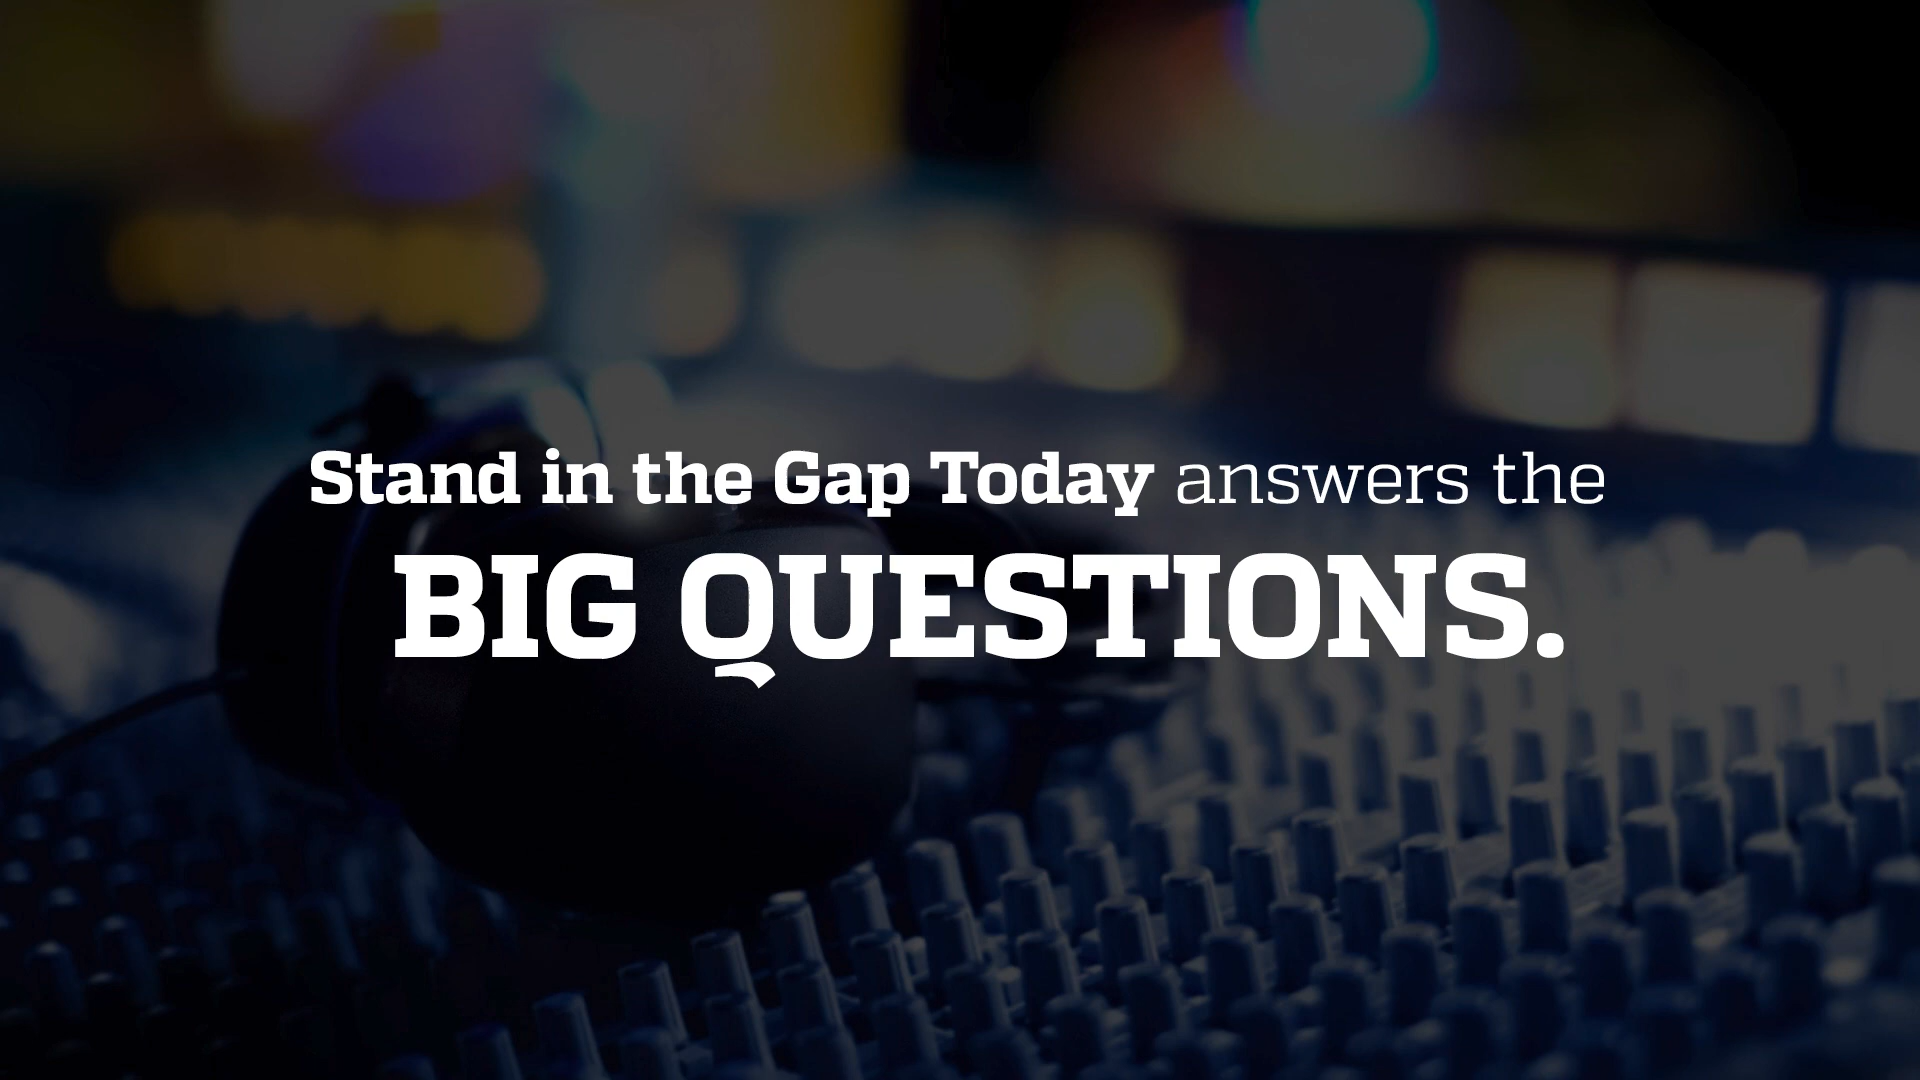 Stand in the Gap Today answers the
BIG QUESTIONS.